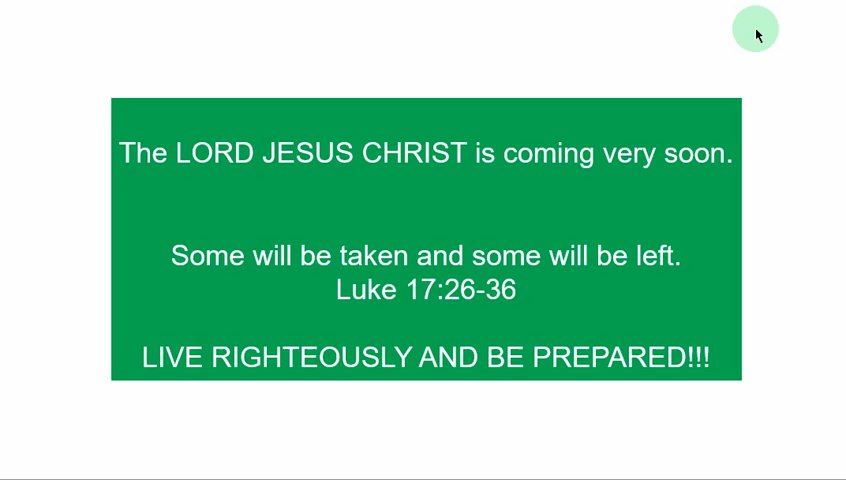 The LORD JESUS CHRIST is coming very soon.
Some will be taken and some will be left.
Luke 17:26-36
LIVE RIGHTEOUSLY AND BE PREPARED!!!